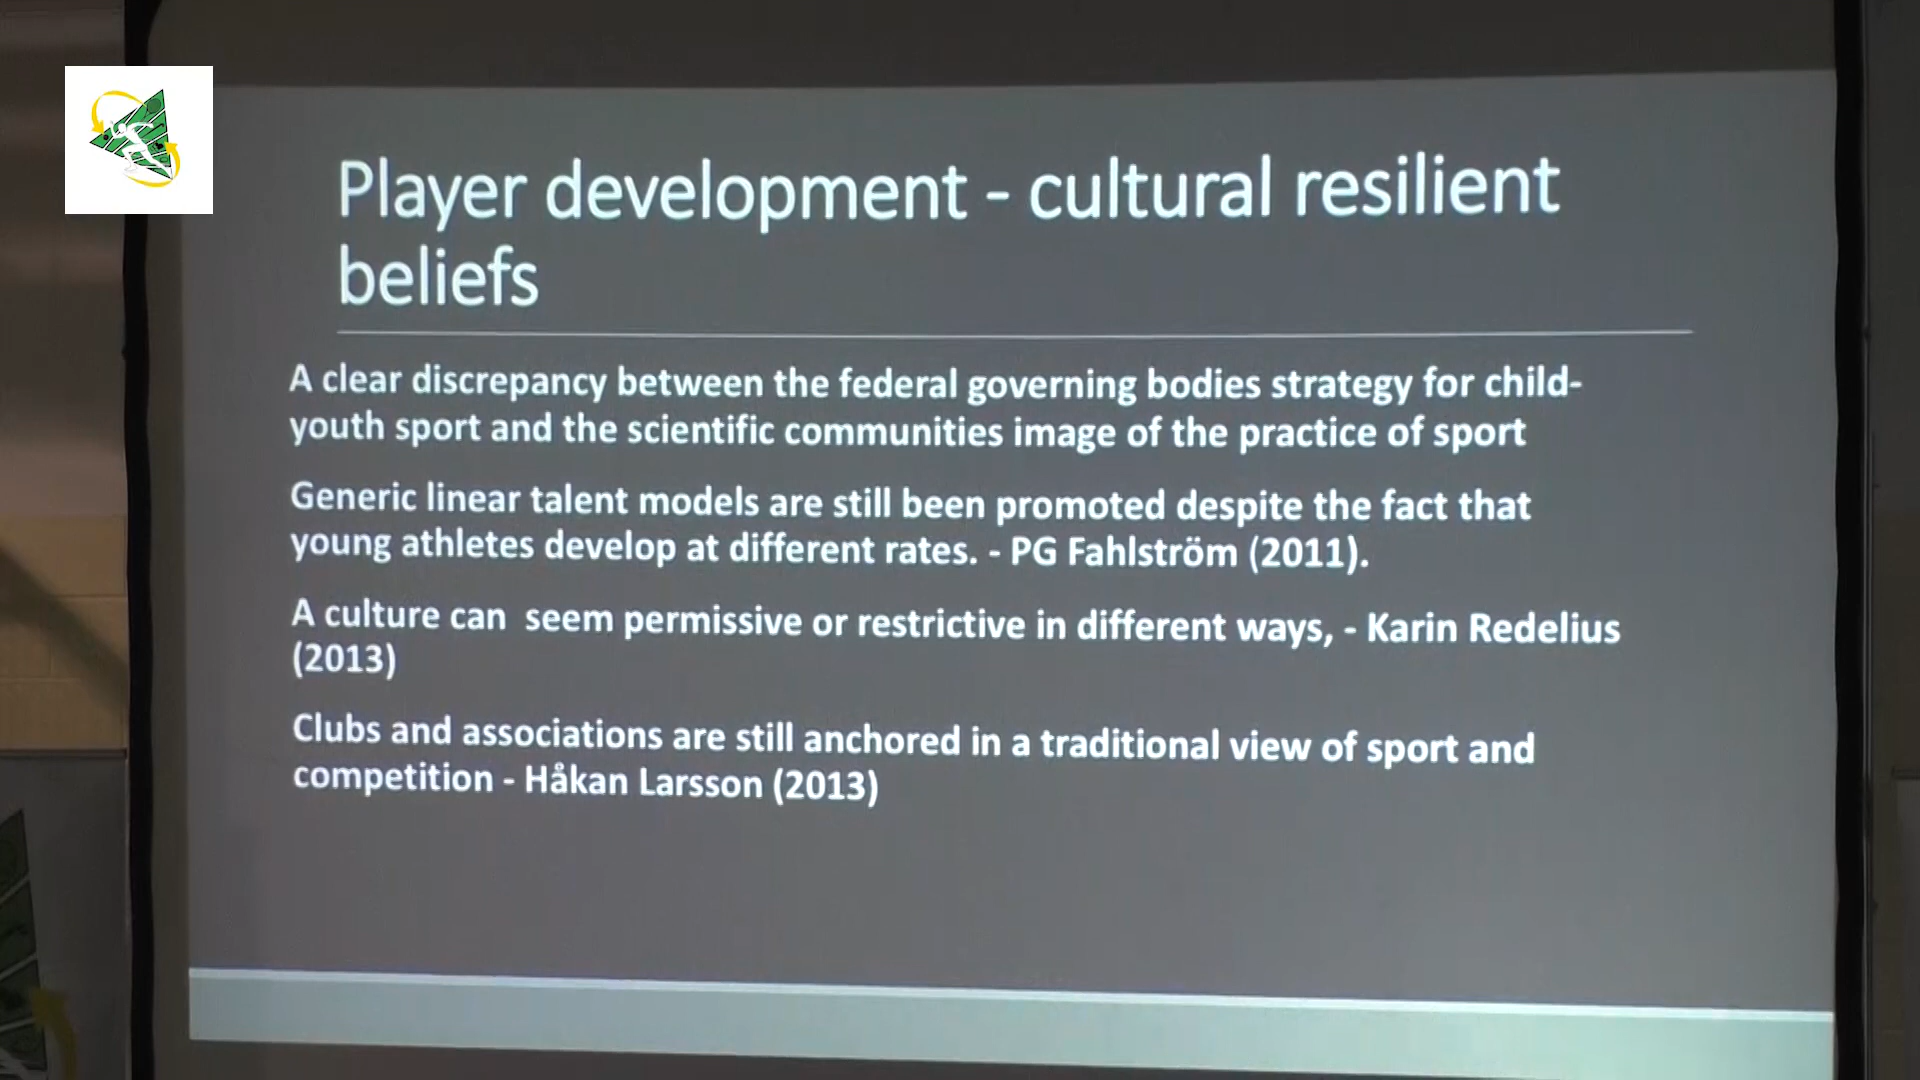 Player development - cultural resilient
beliefs
A clear discrepancy between the federal governing bodies strategy for child-
youth sport and the scientific communities image of the practice of sport
Generic linear talent models are still been promoted despite the fact that
young athletes develop at different rates. - PG Fahlström (2011).
A culture can  seem permissive or restrictive in different ways, - Karin Redelius
(2013)
Clubs and associations are still anchored in a traditional view of sport and
competition - Håkan Larsson (2013)